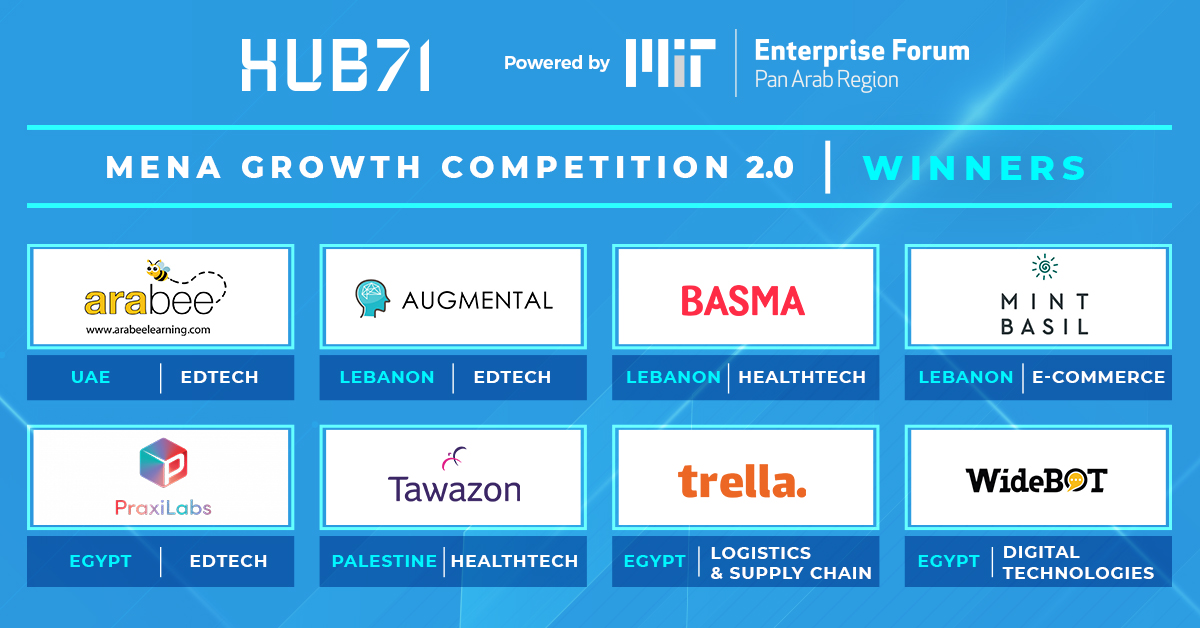 HUB71
Powered by
MIT
Enterprise Forum
Pan Arab Region
MENA GROWTH COMPETITION 2.0 | WINNERS
arabee
www.arabeelearning.com
UAE | EDTECH
AUGMENTAL
LEBANON | EDTECH
BASMA
LEBANON | HEALTHTECH
MINT
BASIL
LEBANON | E-COMMERCE
P
PraxiLabs
EGYPT | EDTECH
Tawazon
PALESTINE | HEALTHTECH
trella.
EGYPT | LOGISTICS
& SUPPLY CHAIN
WideBOT
EGYPT | DIGITAL
TECHNOLOGIES